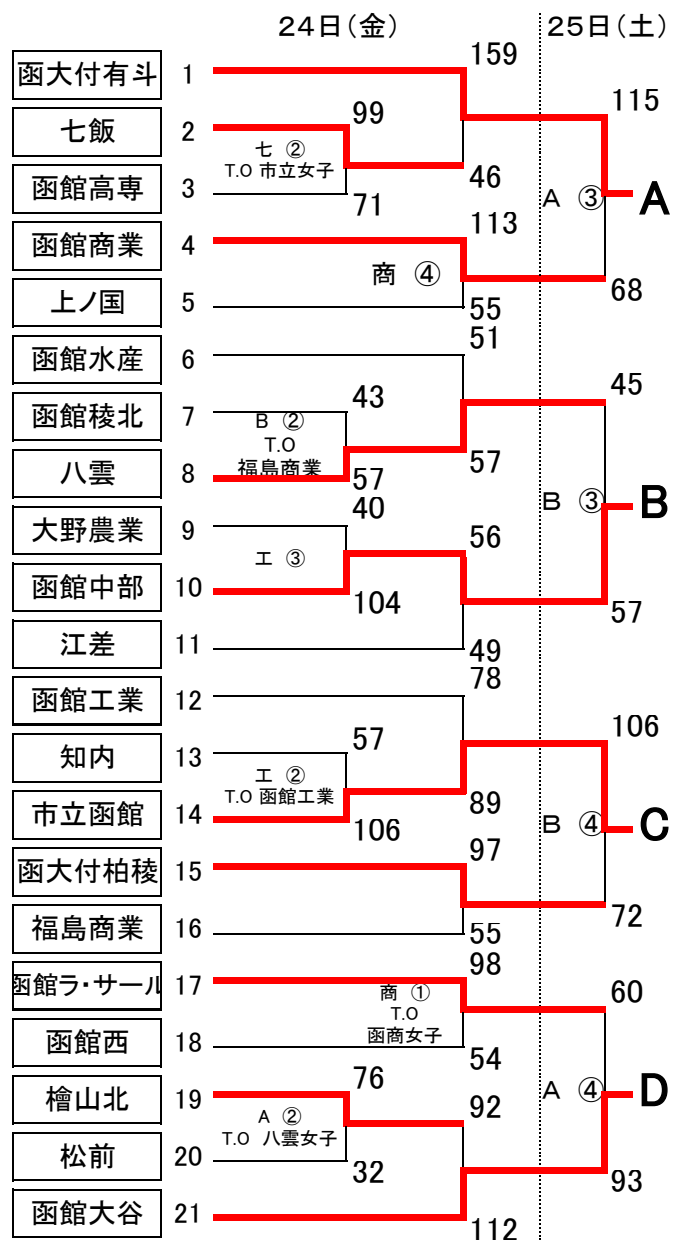 24日(金) 25日(土)
159
函大付有斗 1
115
99
七飯 2
七 ②
T.O 市立女子
46
函館高専 3
71
A ③ A
113
函館商業 4
商 ④
68
上ノ国 5
55
51
函館水産 6
45
43
函館稜北 7
B ②
T.O
福島商業
57
八雲 8
57
B ③ B
40
大野農業 9
56
工 ③
函館中部 10
104
57
江差 11
49
78
函館工業 12
106
57
知内 13
工 ②
T.O 函館工業
89
市立函館 14
106
B ④ C
97
函大付柏稜 15
72
福島商業 16
55
98
函館ラ・サール 17
60
商 ①
T.O
函商女子
函館西 18
54
76
檜山北 19
92
A ④ D
A ②
T.O 八雲女子
松前 20
32
93
函館大谷 21
112